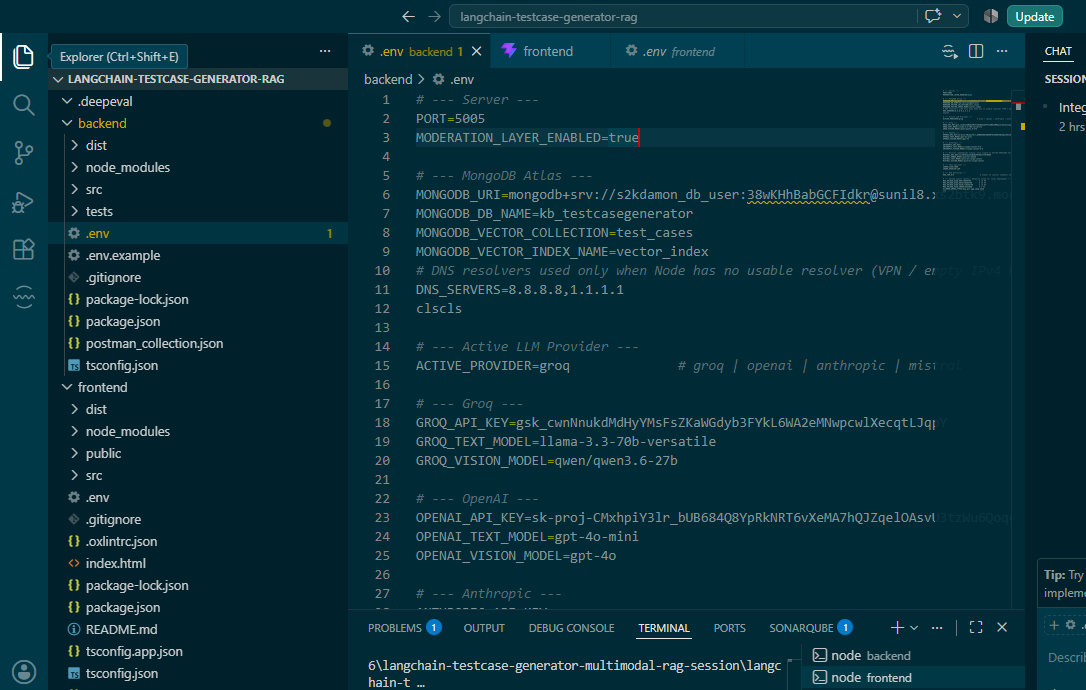 langchain-testcase-generator-rag
Update
Explorer (Ctrl+Shift+E)
.env backend 1
frontend
.env frontend
CHAT
LANGCHAIN-TESTCASE-GENERATOR-RAG
.deepeval
backend
dist
node_modules
src
tests
.env 1
.env.example
.gitignore
package-lock.json
package.json
postman_collection.json
tsconfig.json
frontend
dist
node_modules
public
src
.env
.gitignore
.oxlintrc.json
index.html
package-lock.json
package.json
README.md
tsconfig.app.json
tsconfig.json
backend > .env
1 # --- Server ---
2 PORT=5005
3 MODERATION_LAYER_ENABLED=true
4
5 # --- MongoDB Atlas ---
6 MONGODB_URI=mongodb+srv://s2kdamon_db_user:[REDACTED]@sunil8.
7 MONGODB_DB_NAME=kb_testcasegenerator
8 MONGODB_VECTOR_COLLECTION=test_cases
9 MONGODB_VECTOR_INDEX_NAME=vector_index
10 # DNS resolvers used only when Node has no usable resolver (VPN /
11 DNS_SERVERS=8.8.8.8,1.1.1.1
12 clscls
13
14 # --- Active LLM Provider ---
15 ACTIVE_PROVIDER=groq # groq | openai | anthropic |
16
17 # --- Groq ---
18 GROQ_API_KEY=[REDACTED]
19 GROQ_TEXT_MODEL=llama-3.3-70b-versatile
20 GROQ_VISION_MODEL=qwen/qwen3.6-27b
21
22 # --- OpenAI ---
23 OPENAI_API_KEY=[REDACTED]
24 OPENAI_TEXT_MODEL=gpt-4o-mini
25 OPENAI_VISION_MODEL=gpt-4o
26
27 # --- Anthropic ---
PROBLEMS 1
OUTPUT
DEBUG CONSOLE
TERMINAL
PORTS
SONARQUBE 1
6\langchain-testcase-generator-multimodal-rag-session\langc
hain-t …
node backend
node frontend
SESSION
Integ
2 hrs
Tip: Try
impleme
Descri